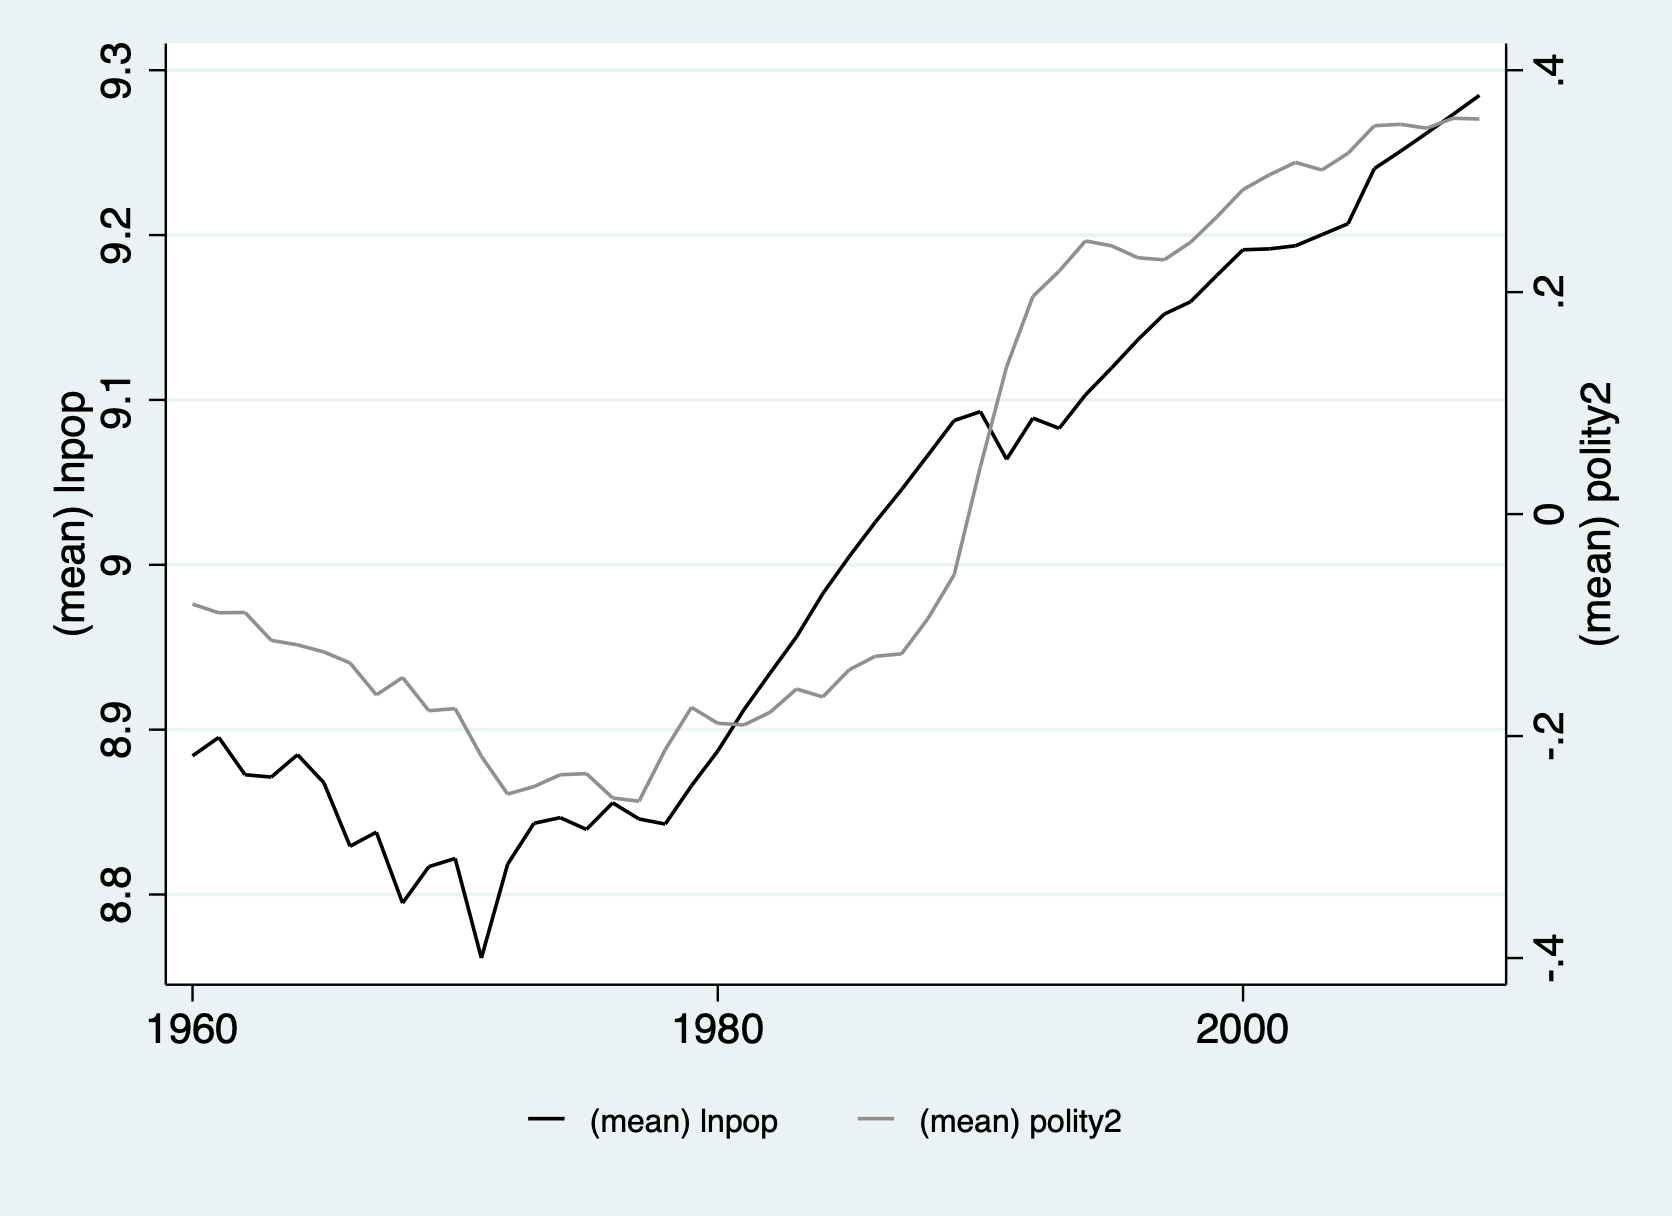 (mean) lnpop
9.3
9.2
9.1
9
8.9
8.8
.4
.2
0
-.2
-.4
(mean) polity2
1960 1980 2000
(mean) lnpop (mean) polity2